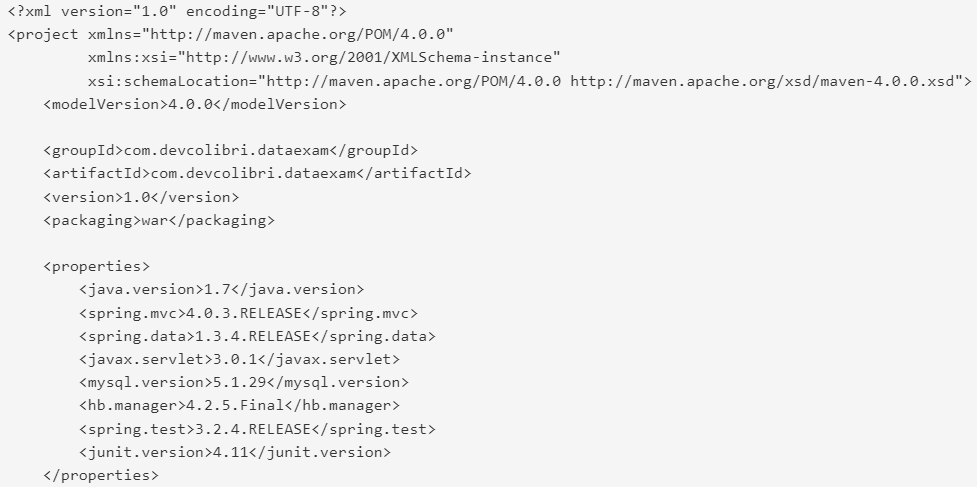 <?xml version="1.0" encoding="UTF-8"?>
<project xmlns="http://maven.apache.org/POM/4.0.0"
         xmlns:xsi="http://www.w3.org/2001/XMLSchema-instance"
         xsi:schemaLocation="http://maven.apache.org/POM/4.0.0 http://maven.apache.org/xsd/maven-4.0.0.xsd">
    <modelVersion>4.0.0</modelVersion>

    <groupId>com.devcolibri.dataexam</groupId>
    <artifactId>com.devcolibri.dataexam</artifactId>
    <version>1.0</version>
    <packaging>war</packaging>

    <properties>
        <java.version>1.7</java.version>
        <spring.mvc>4.0.3.RELEASE</spring.mvc>
        <spring.data>1.3.4.RELEASE</spring.data>
        <javax.servlet>3.0.1</javax.servlet>
        <mysql.version>5.1.29</mysql.version>
        <hb.manager>4.2.5.Final</hb.manager>
        <spring.test>3.2.4.RELEASE</spring.test>
        <junit.version>4.11</junit.version>
    </properties>